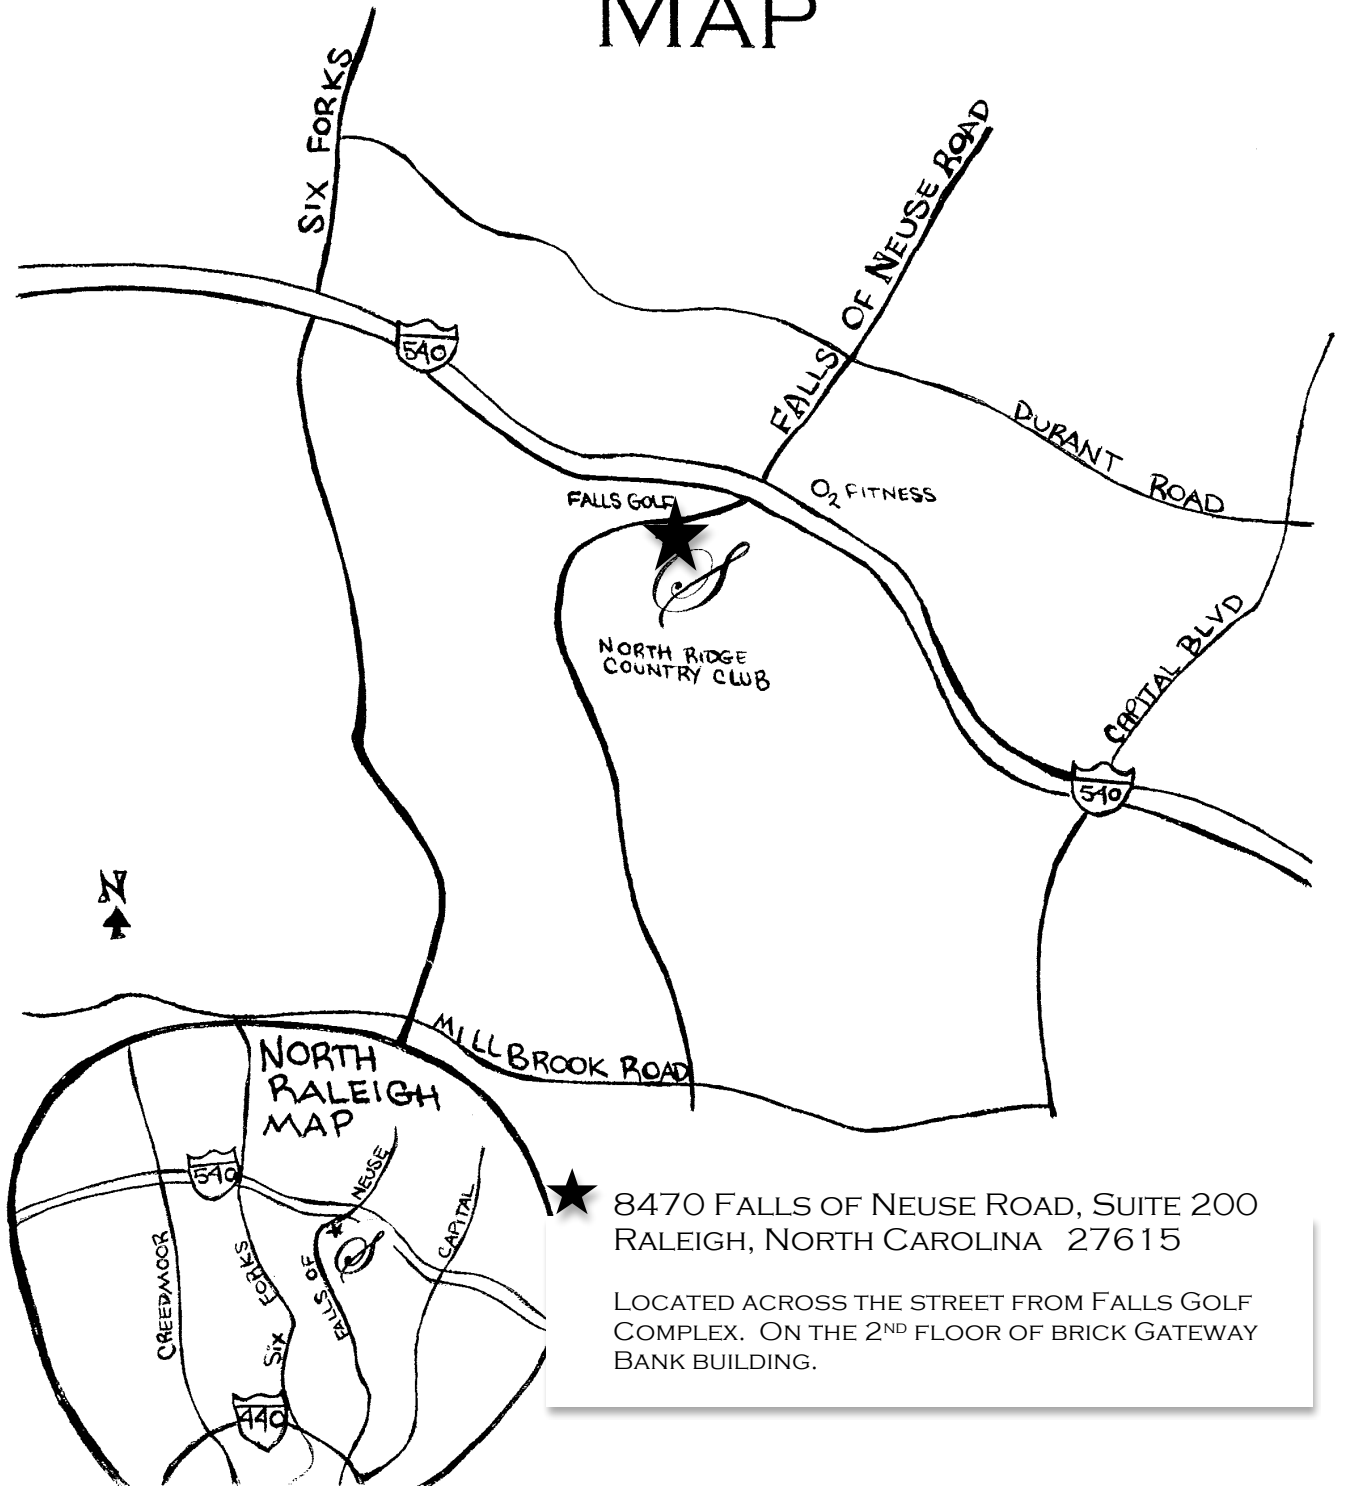 MAP
SIX FORKS
FALLS OF NEUSE ROAD
540
DURANT ROAD
FALLS GOLF
O₂ FITNESS
NORTH RIDGE
COUNTRY CLUB
CAPITAL BLVD
540
N
MILLBROOK ROAD
NORTH
RALEIGH
MAP
540
NEUSE
CREEDMOOR
SIX FORKS
FALLS OF
CAPITAL
440
8470 FALLS OF NEUSE ROAD, SUITE 200
RALEIGH, NORTH CAROLINA 27615
LOCATED ACROSS THE STREET FROM FALLS GOLF
COMPLEX. ON THE 2ND FLOOR OF BRICK GATEWAY
BANK BUILDING.